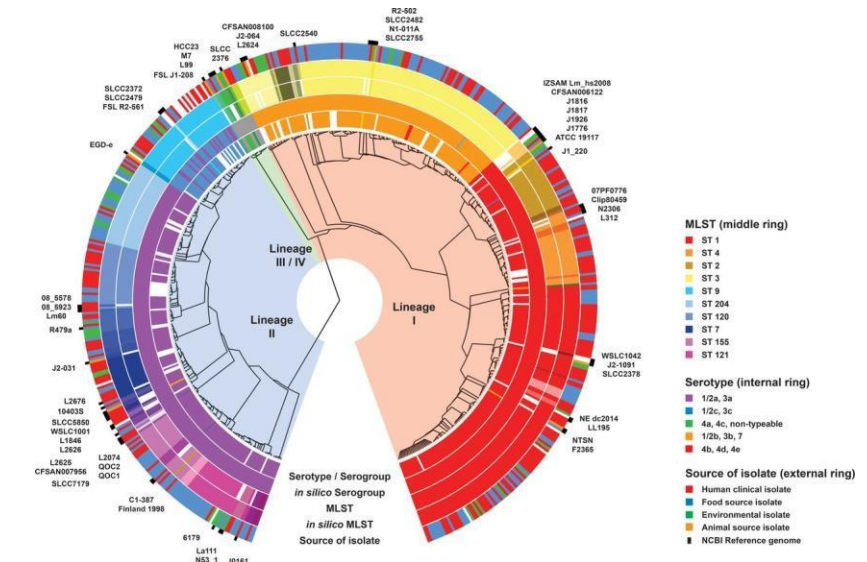 R2-502
SLCC2482
N1-011A
SLCC2755
CFSAN008100
J2-064
L2624
SLCC2540
HCC23
M7
L99
FSL J1-208
SLCC
2376
SLCC2372
SLCC2479
FSL R2-561
EGD-e
IZSAM Lm_hs2008
CFSAN006122
J1816
J1817
J1926
J1776
ATCC 19117
J1_220
07PF0776
Clip80459
N2306
L312
Lineage
III / IV
Lineage
II
Lineage
I
08_5578
08_5923
Lm60
R479a
J2-031
L2676
10403S
SLCC5850
WSLC1001
L1846
L2626
L2625
CFSAN007956
SLCC7179
L2074
QOC2
QOC1
C1-387
Finland 1998
6179
La111
N53_1
J0161
WSLC1042
J2-1091
SLCC2378
NE dc2014
LL195
NTSN
F2365
Serotype / Serogroup
in silico Serogroup
MLST
in silico MLST
Source of isolate
MLST (middle ring)
ST 1
ST 4
ST 2
ST 3
ST 9
ST 204
ST 120
ST 7
ST 155
ST 121
Serotype (internal ring)
1/2a, 3a
1/2c, 3c
4a, 4c, non-typeable
1/2b, 3b, 7
4b, 4d, 4e
Source of isolate (external ring)
Human clinical isolate
Food source isolate
Environmental isolate
Animal source isolate
NCBI Reference genome